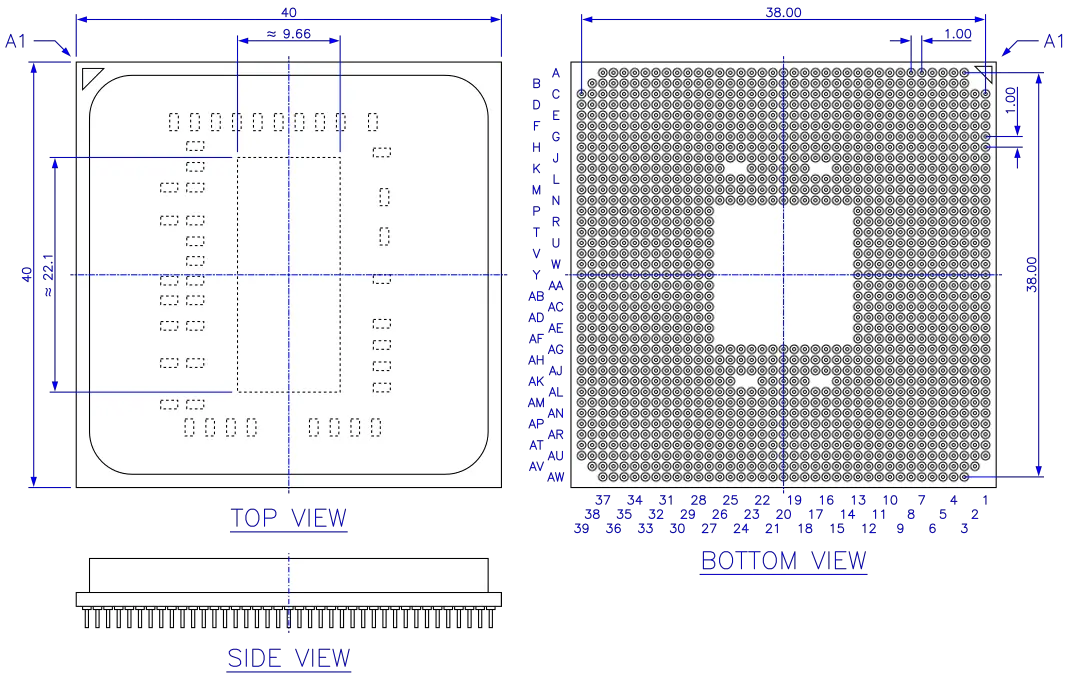 40
≈ 9.66
A1
40
≈ 22.1
TOP VIEW
SIDE VIEW
38.00
1.00
A1
1.00
38.00
A
B
C
D
E
F
G
H
J
K
L
M
N
P
R
T
U
V
W
Y
AA
AB
AC
AD
AE
AF
AG
AH
AJ
AK
AL
AM
AN
AP
AR
AT
AU
AV
AW
37 34 31 28 25 22 19 16 13 10 7 4 1
38 35 32 29 26 23 20 17 14 11 8 5 2
39 36 33 30 27 24 21 18 15 12 9 6 3
BOTTOM VIEW